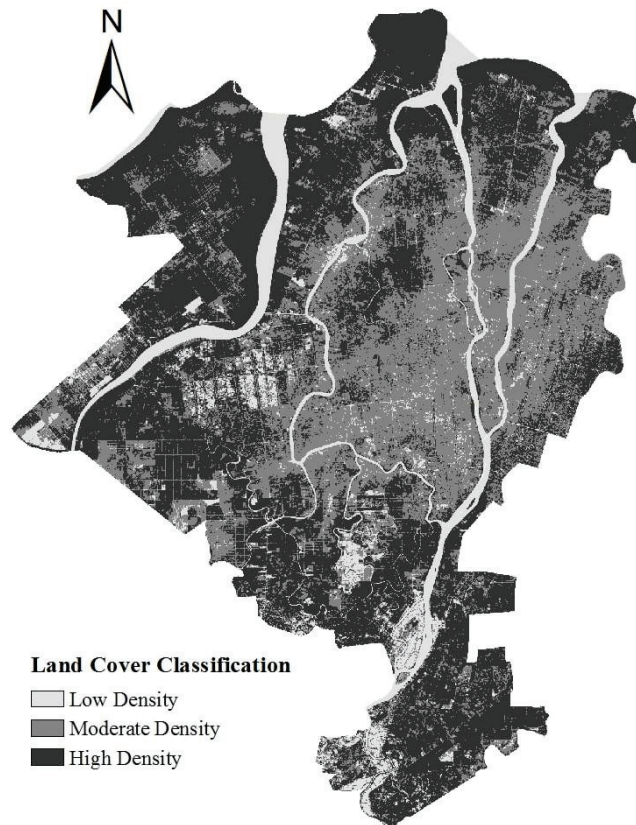 N
Land Cover Classification
Low Density
Moderate Density
High Density